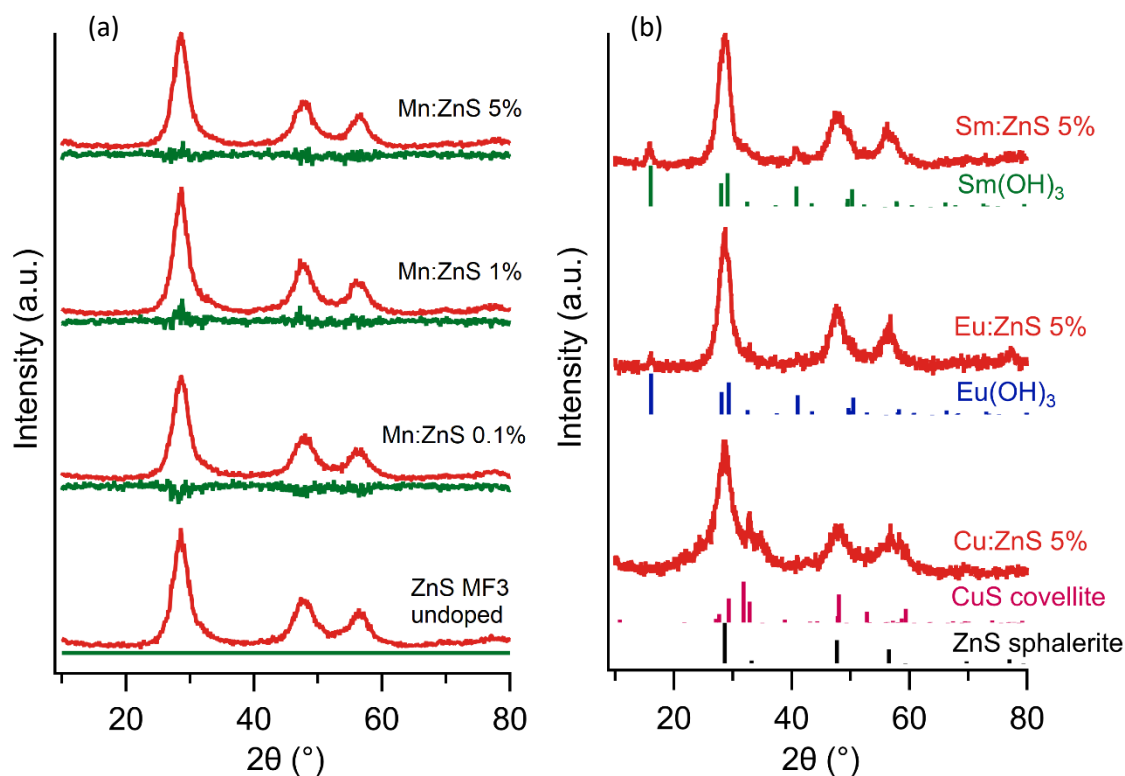 (a)
Intensity (a.u.)
Mn:ZnS 5%
Mn:ZnS 1%
Mn:ZnS 0.1%
ZnS MF3
undoped
20
40
60
80
2θ (°)
(b)
Intensity (a.u.)
Sm:ZnS 5%
Sm(OH)3
Eu:ZnS 5%
Eu(OH)3
Cu:ZnS 5%
CuS covellite
ZnS sphalerite
20
40
60
80
2θ (°)